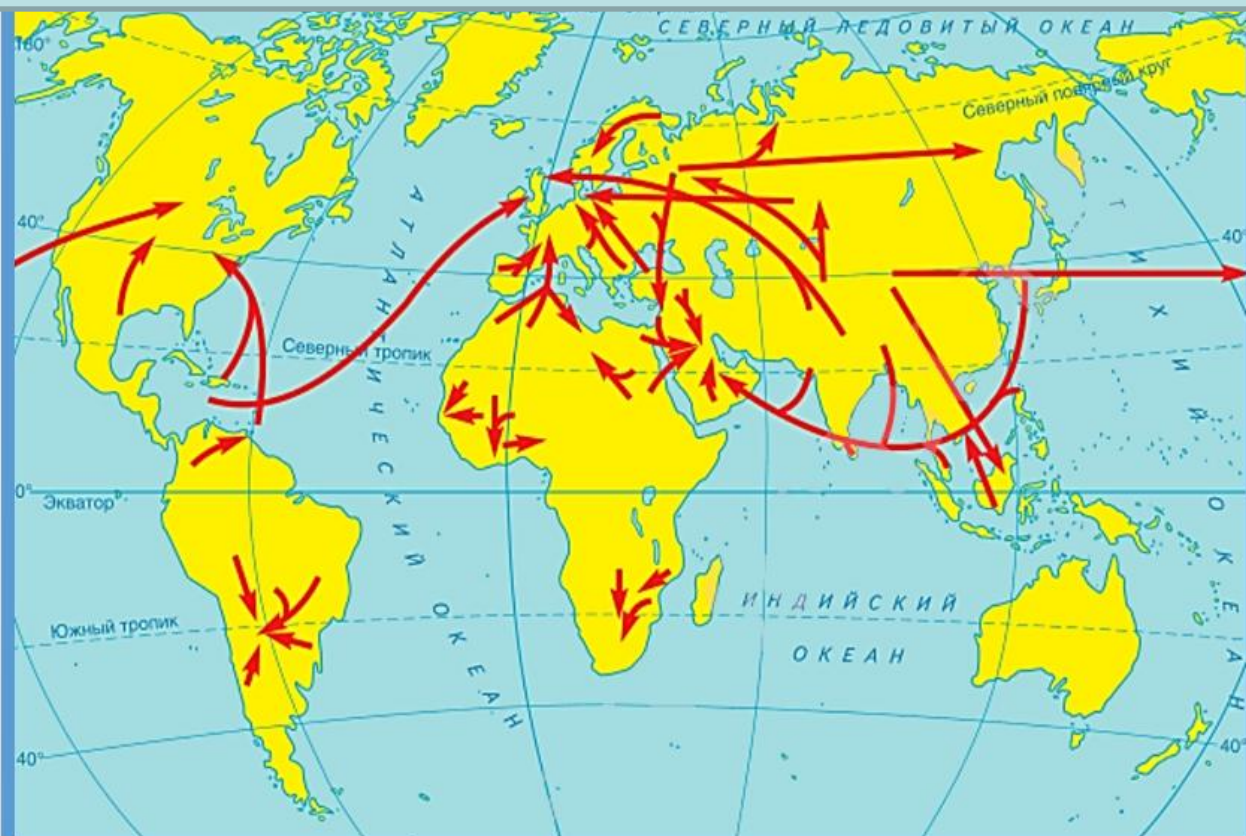 СЕВЕРНЫЙ ЛЕДОВИТЫЙ ОКЕАН
180°
Северный полярный круг
40°
40°
АТЛАНТИЧЕСКИЙ ОКЕАН
ТИХИЙ ОКЕАН
Северный тропик
0°
Экватор
ИНДИЙСКИЙ
ОКЕАН
Южный тропик
40°
40°